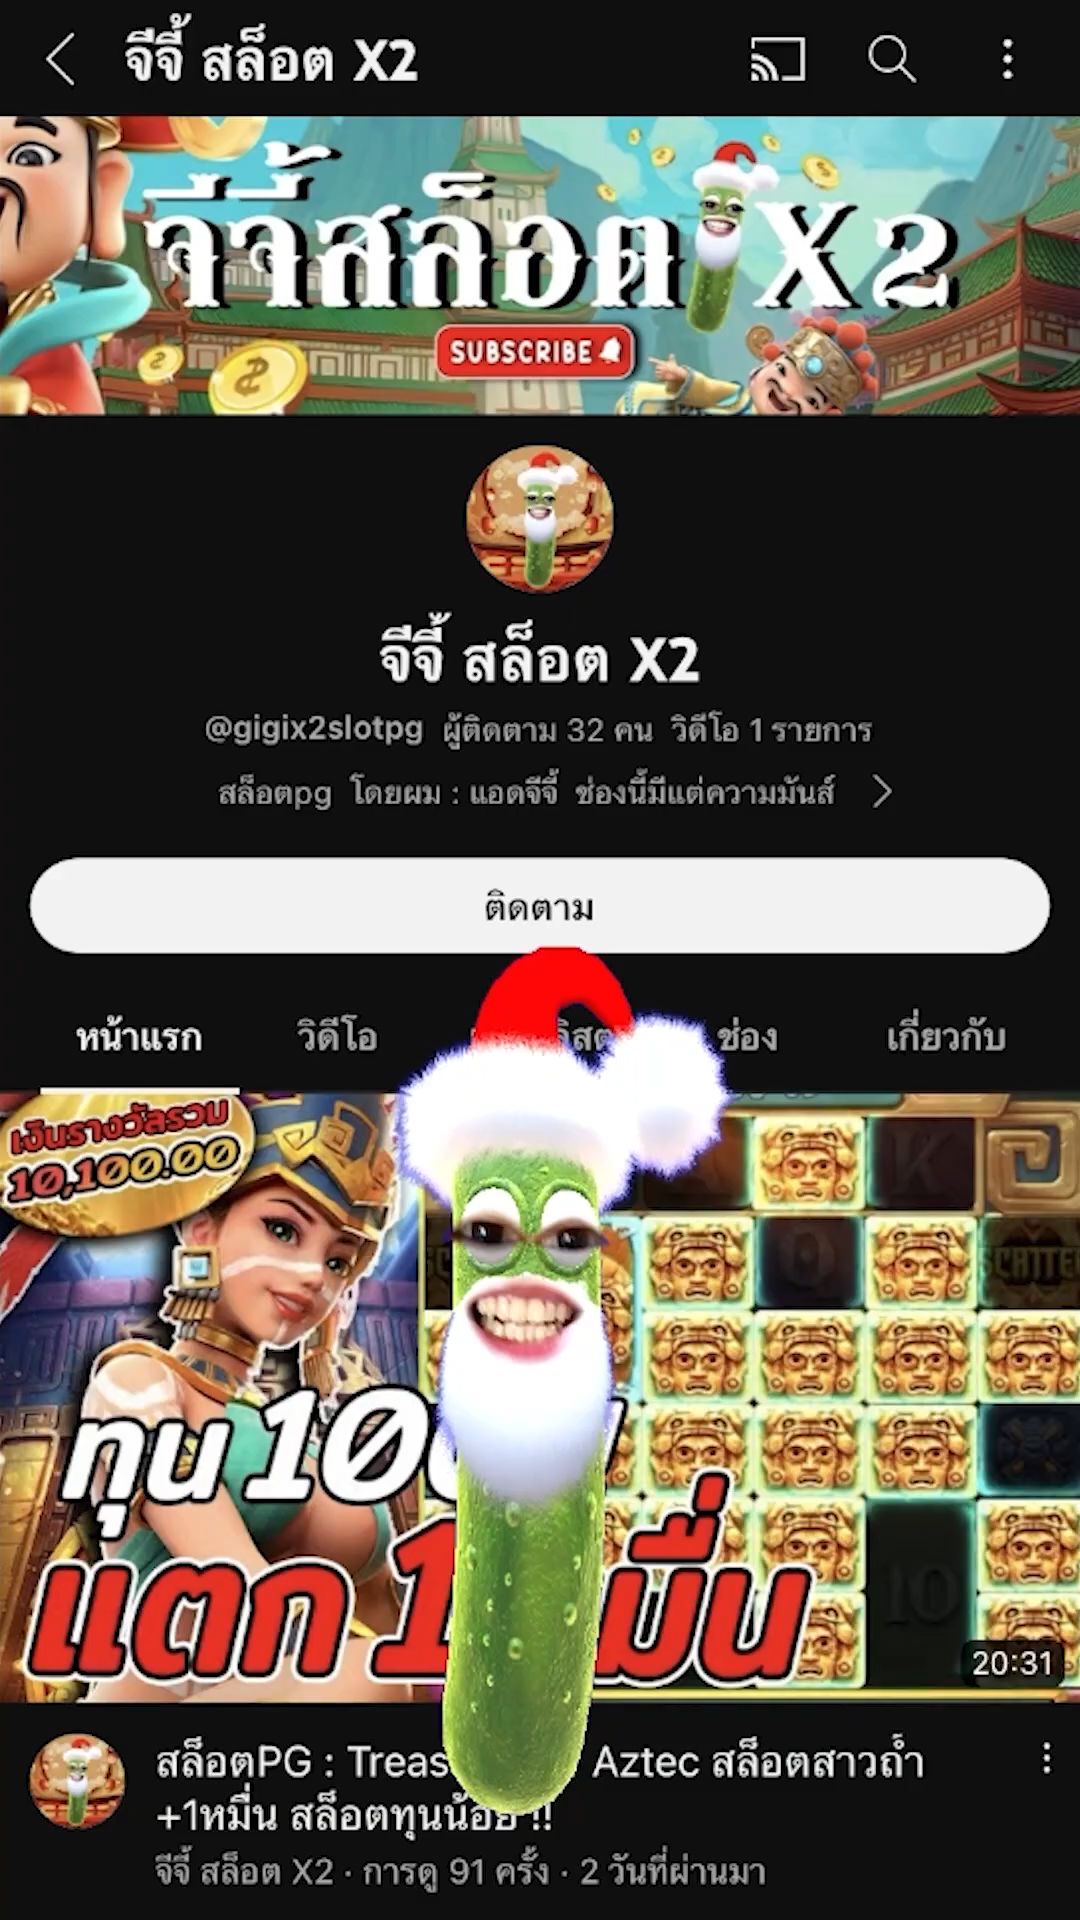 จีจี้ สล็อต X2
จีจี้สล็อต X2
SUBSCRIBE
จีจี้ สล็อต X2
@gigix2slotpg ผู้ติดตาม 32 คน วิดีโอ 1 รายการ
สล็อตpg โดยผม : แอดจีจี้ ช่องนี้มีแต่ความมันส์
ติดตาม
หน้าแรก วิดีโอ ช่อง เกี่ยวกับ
เงินรางวัลรวม
10,100.00
K
SCATTE
ทุน 10
แตก 1 หมื่น
10
20:31
สล็อตPG : Treas Aztec สล็อตสาวถ้ำ
+1หมื่น สล็อตทุนน้อย !!
จีจี้ สล็อต X2 · การดู 91 ครั้ง · 2 วันที่ผ่านมา